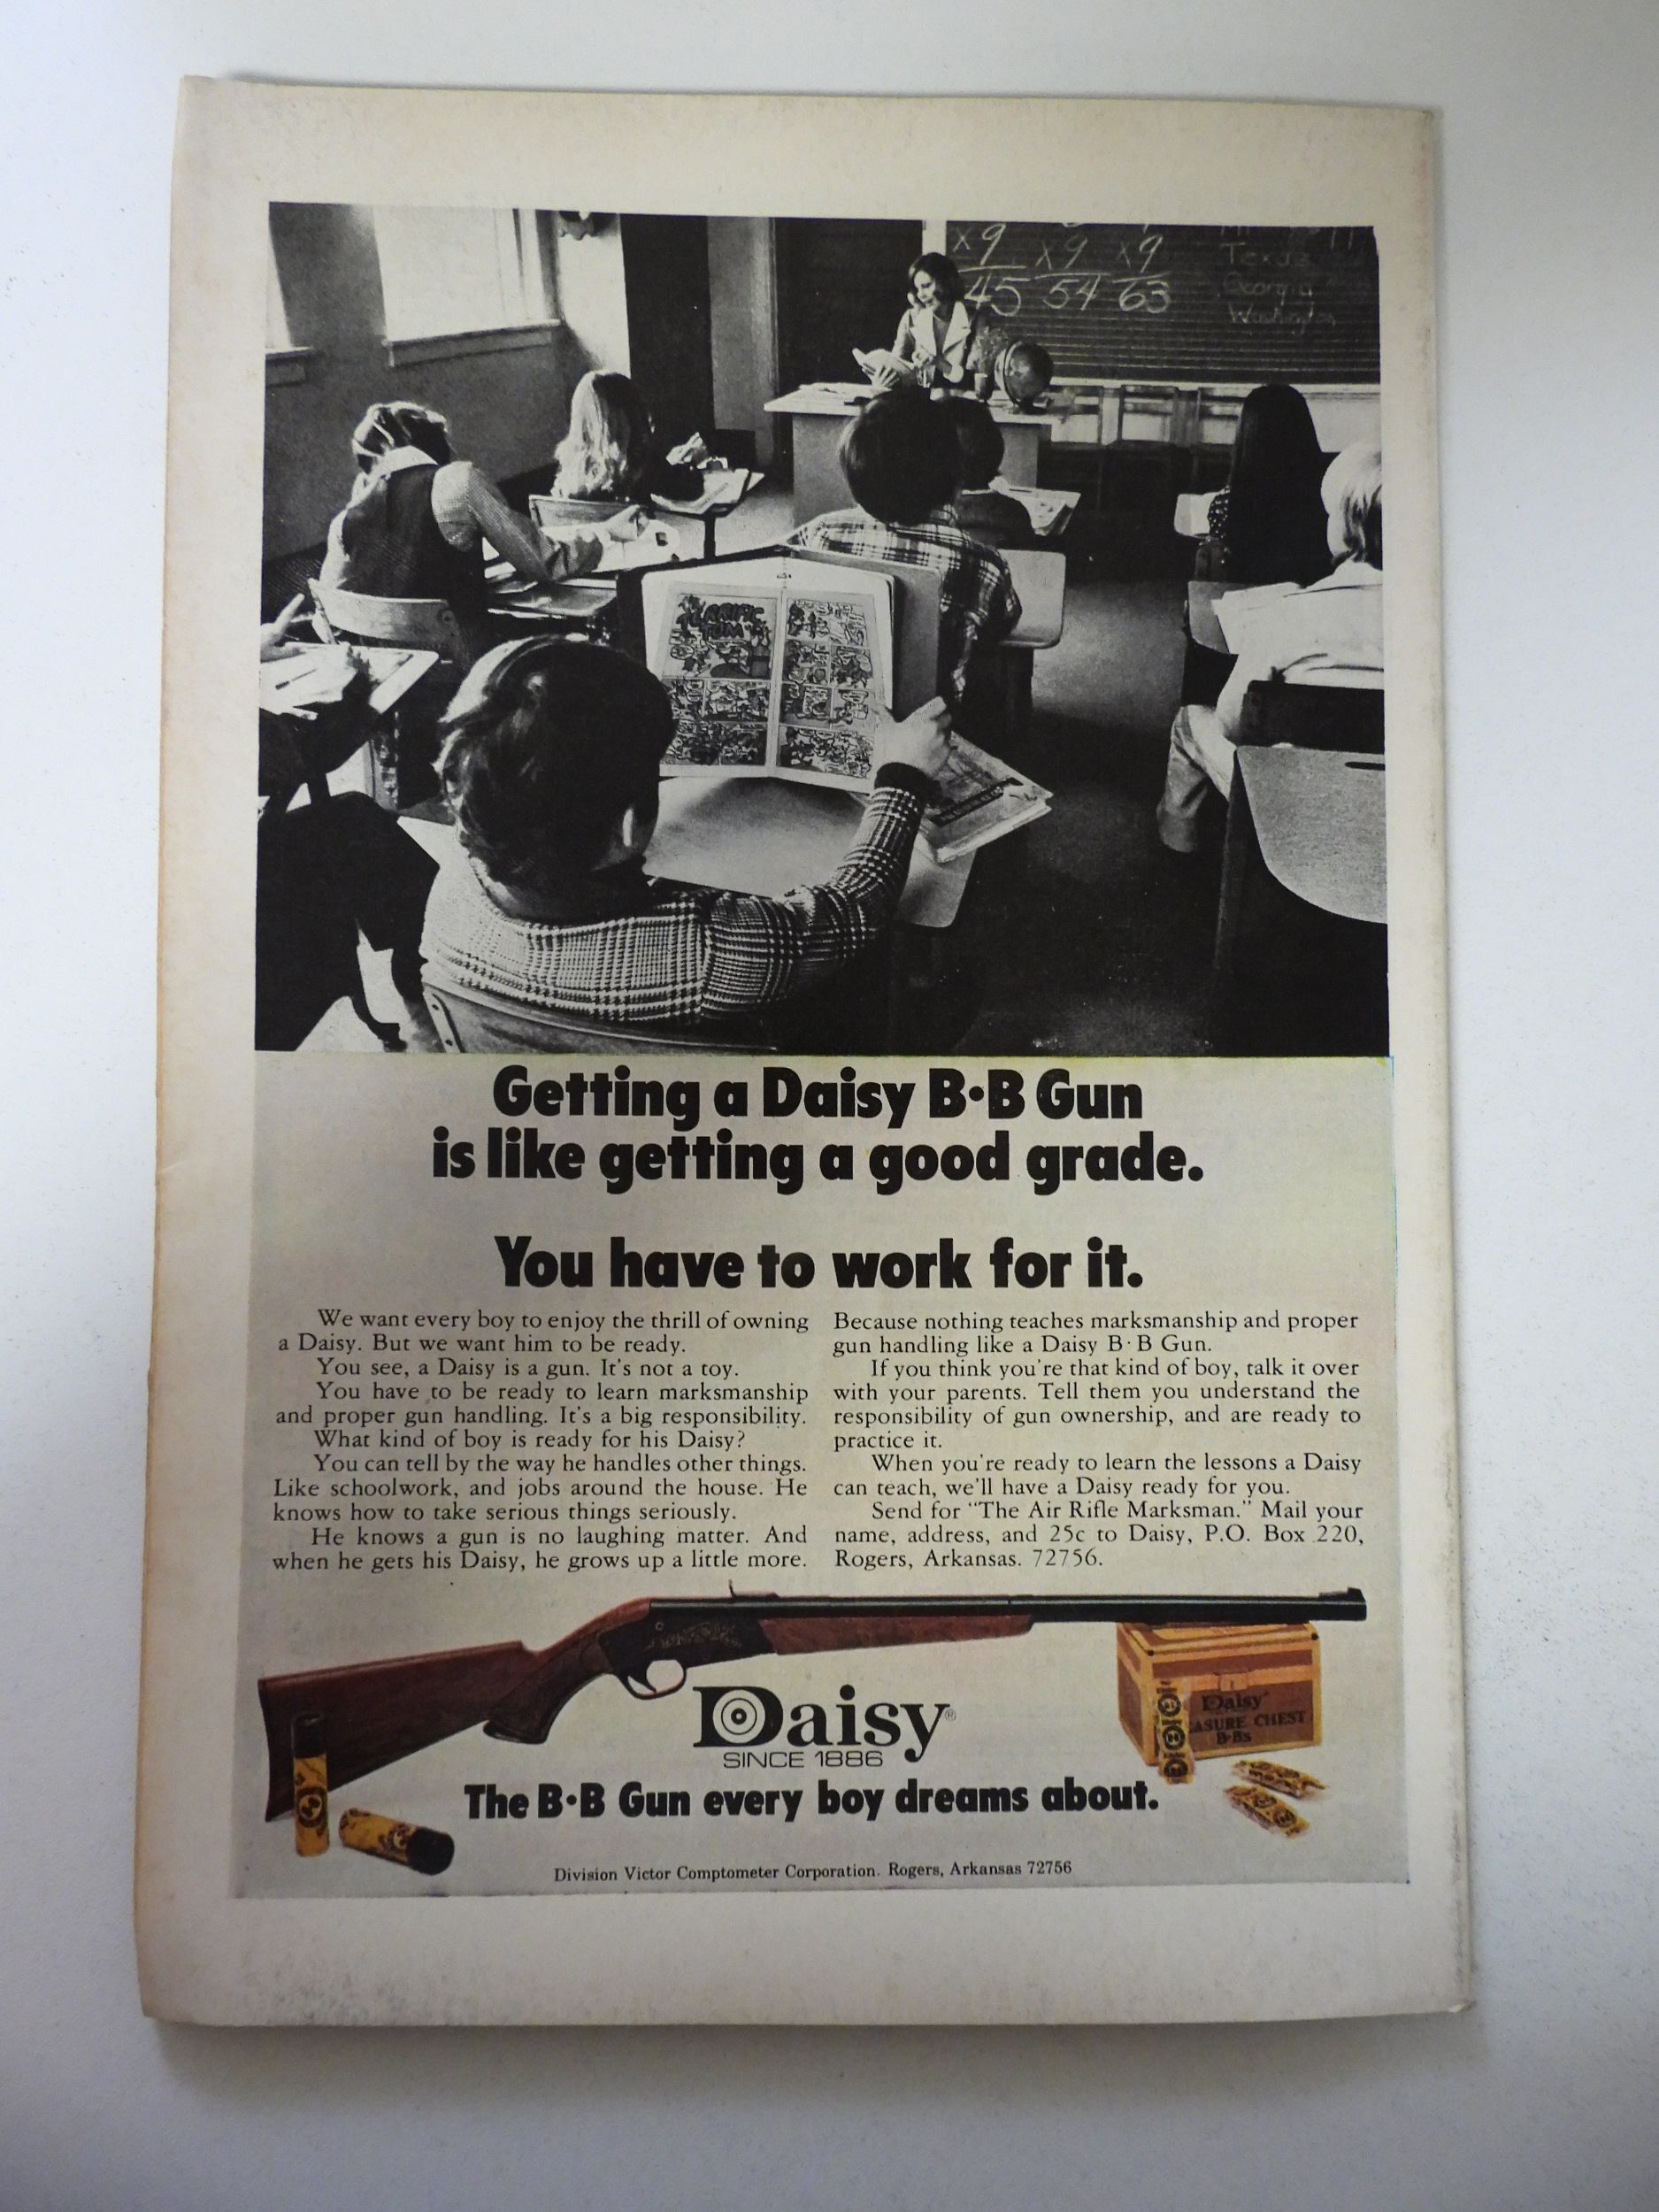 x9 x9 x9
45 54 63
Texas
Georgia
Washington
TERRIFIC
TOM
Getting a Daisy B·B Gun
is like getting a good grade.
You have to work for it.
We want every boy to enjoy the thrill of owning
a Daisy. But we want him to be ready.
You see, a Daisy is a gun. It's not a toy.
You have to be ready to learn marksmanship
and proper gun handling. It's a big responsibility.
What kind of boy is ready for his Daisy?
You can tell by the way he handles other things.
Like schoolwork, and jobs around the house. He
knows how to take serious things seriously.
He knows a gun is no laughing matter. And
when he gets his Daisy, he grows up a little more.
Because nothing teaches marksmanship and proper
gun handling like a Daisy B·B Gun.
If you think you're that kind of boy, talk it over
with your parents. Tell them you understand the
responsibility of gun ownership, and are ready to
practice it.
When you're ready to learn the lessons a Daisy
can teach, we'll have a Daisy ready for you.
Send for "The Air Rifle Marksman." Mail your
name, address, and 25c to Daisy, P.O. Box 220,
Rogers, Arkansas. 72756.
Daisy
ASURE CHEST
B·Bs
Daisy®
SINCE 1886
The B·B Gun every boy dreams about.
Division Victor Comptometer Corporation. Rogers, Arkansas 72756